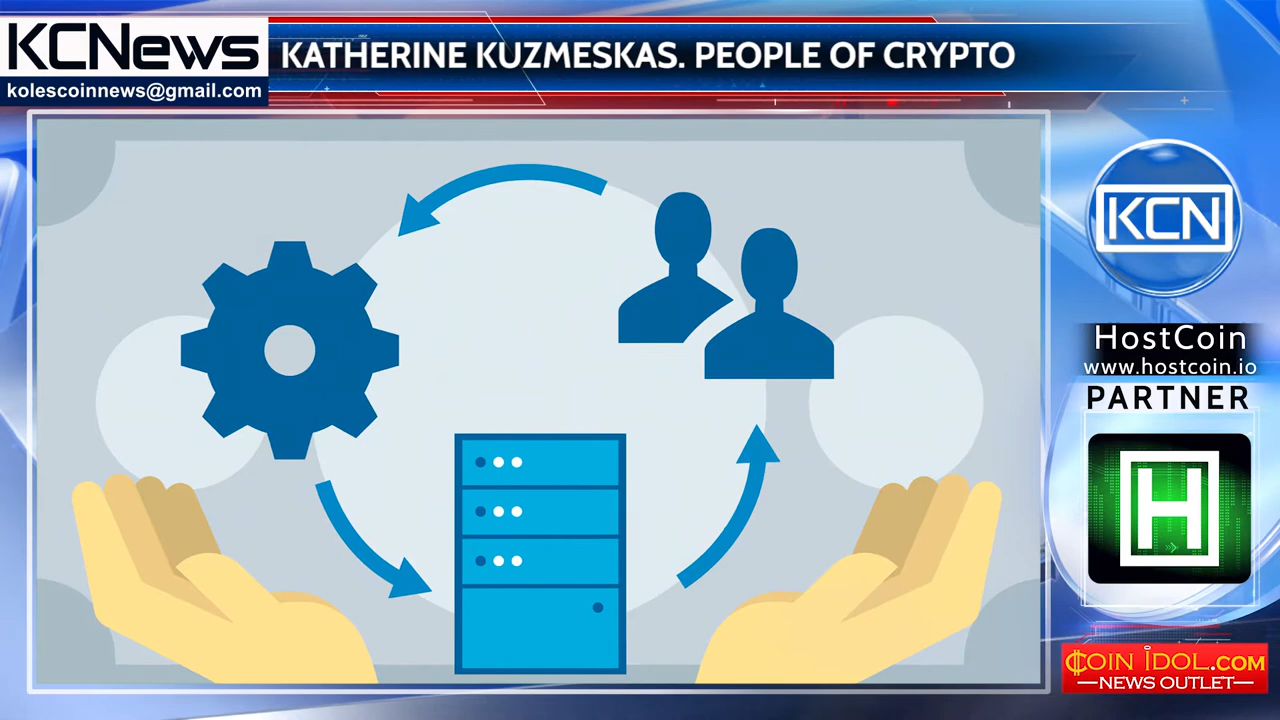 KCNews
kolescoinnews@gmail.com
KATHERINE KUZMESKAS. PEOPLE OF CRYPTO
KCN
HostCoin
www.hostcoin.io
PARTNER
H
COIN IDOL.COM
NEWS OUTLET